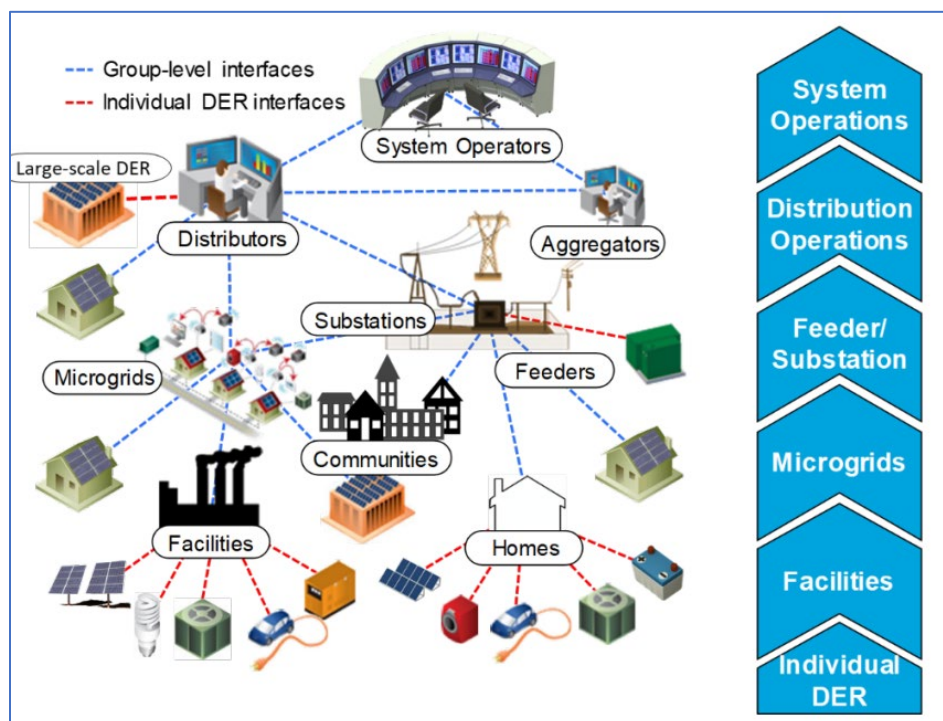 Group-level interfaces
Individual DER interfaces
System Operators
Large-scale DER
Distributors
Aggregators
Substations
Microgrids
Feeders
Communities
Facilities
Homes
System
Operations
Distribution
Operations
Feeder/
Substation
Microgrids
Facilities
Individual
DER